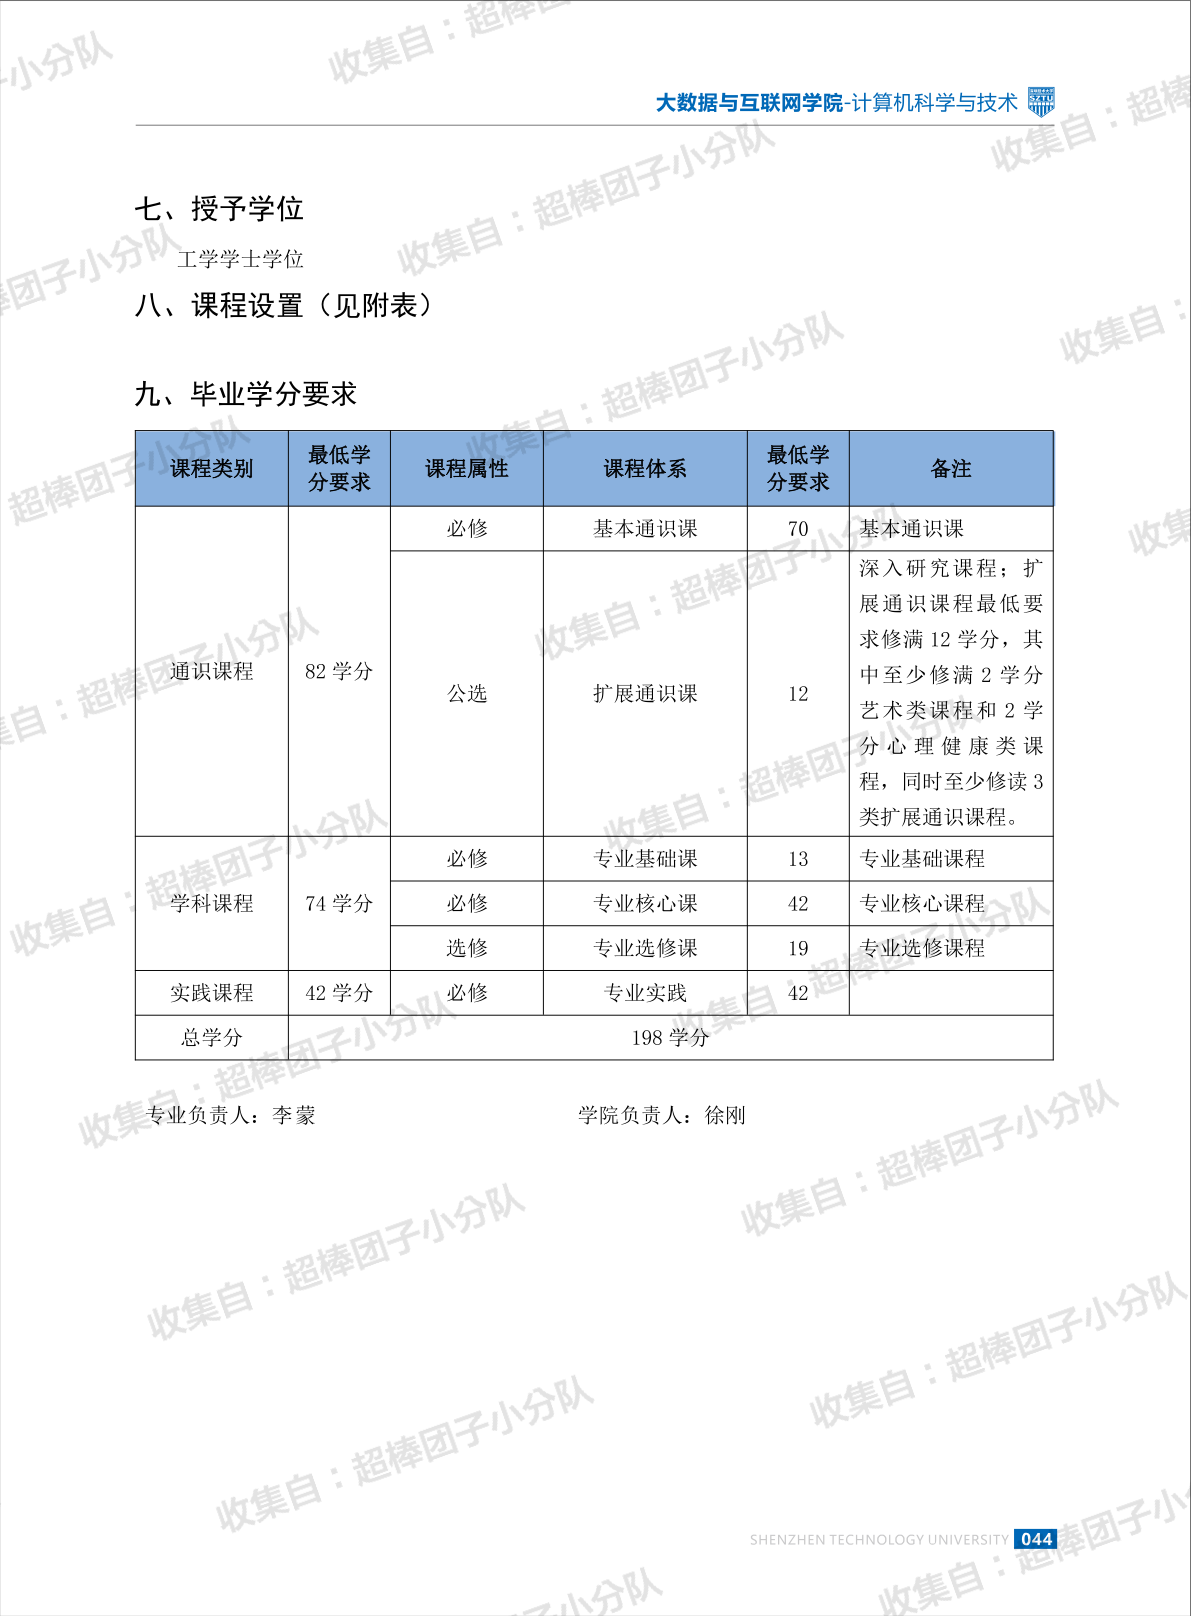 大数据与互联网学院-计算机科学与技术
七、授予学位
工学学士学位
八、课程设置（见附表）
九、毕业学分要求
课程类别 最低学分要求 课程属性 课程体系 最低学分要求 备注
通识课程 82 学分 必修 基本通识课 70 基本通识课
公选 扩展通识课 12
深入研究课程；扩
展通识课程最低要
求修满 12 学分，其
中至少修满 2 学分
艺术类课程和 2 学
分心理健康类课
程，同时至少修读 3
类扩展通识课程。
学科课程 74 学分 必修 专业基础课 13 专业基础课程
必修 专业核心课 42 专业核心课程
选修 专业选修课 19 专业选修课程
实践课程 42 学分 必修 专业实践 42
总学分 198 学分
专业负责人：李蒙 学院负责人：徐刚
SHENZHEN TECHNOLOGY UNIVERSITY 044
收集自：超棒团子小分队